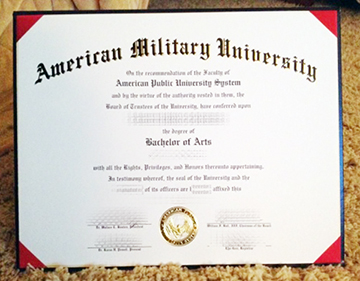 American Military University
On the recommendation of the Faculty of
American Public University System
and by the virtue of the authority vested in them, the
Board of Trustees of the University, have conferred upon
the degree of
Bachelor of Arts
with all the Rights, Privileges, and Honors thereunto appertaining.
In testimony whereof, the seal of the University and the
of its officers are affixed this